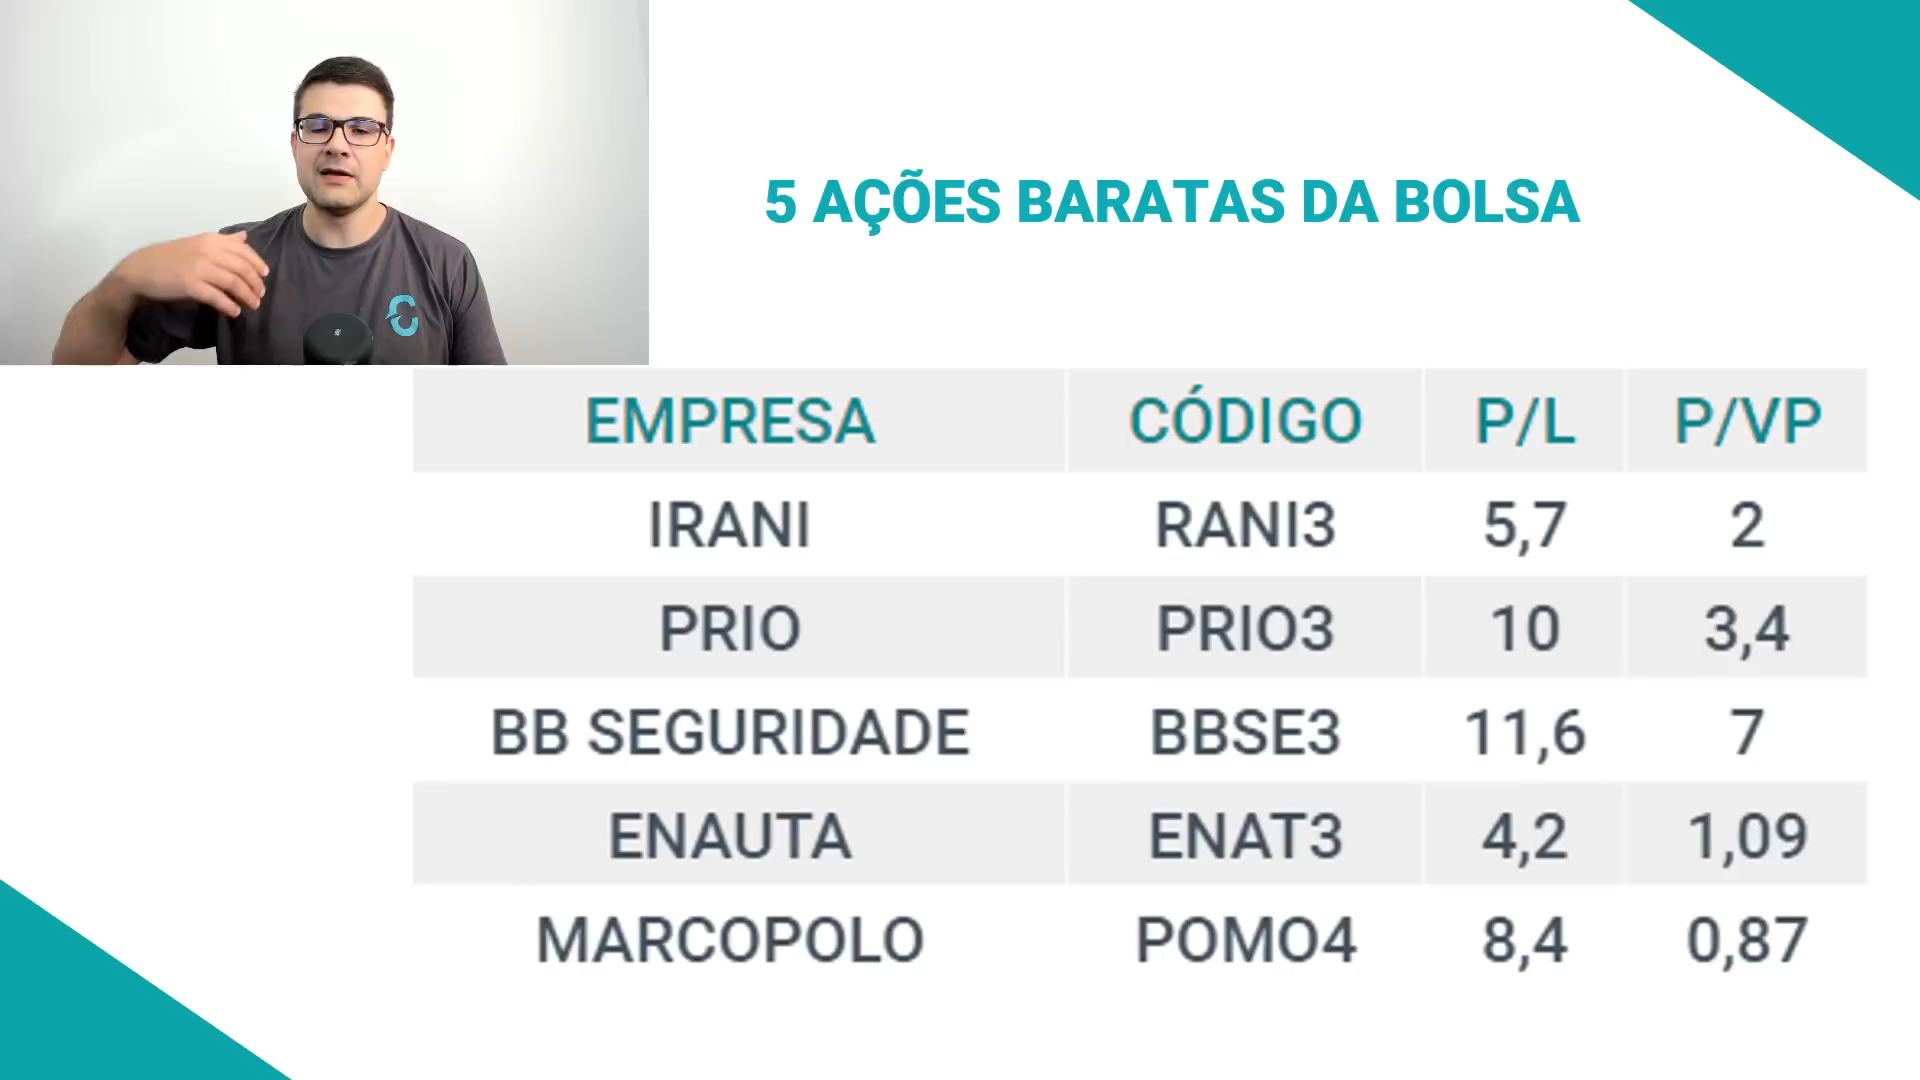 5 AÇÕES BARATAS DA BOLSA
EMPRESA CÓDIGO P/L P/VP
IRANI RANI3 5,7 2
PRIO PRIO3 10 3,4
BB SEGURIDADE BBSE3 11,6 7
ENAUTA ENAT3 4,2 1,09
MARCOPOLO POMO4 8,4 0,87